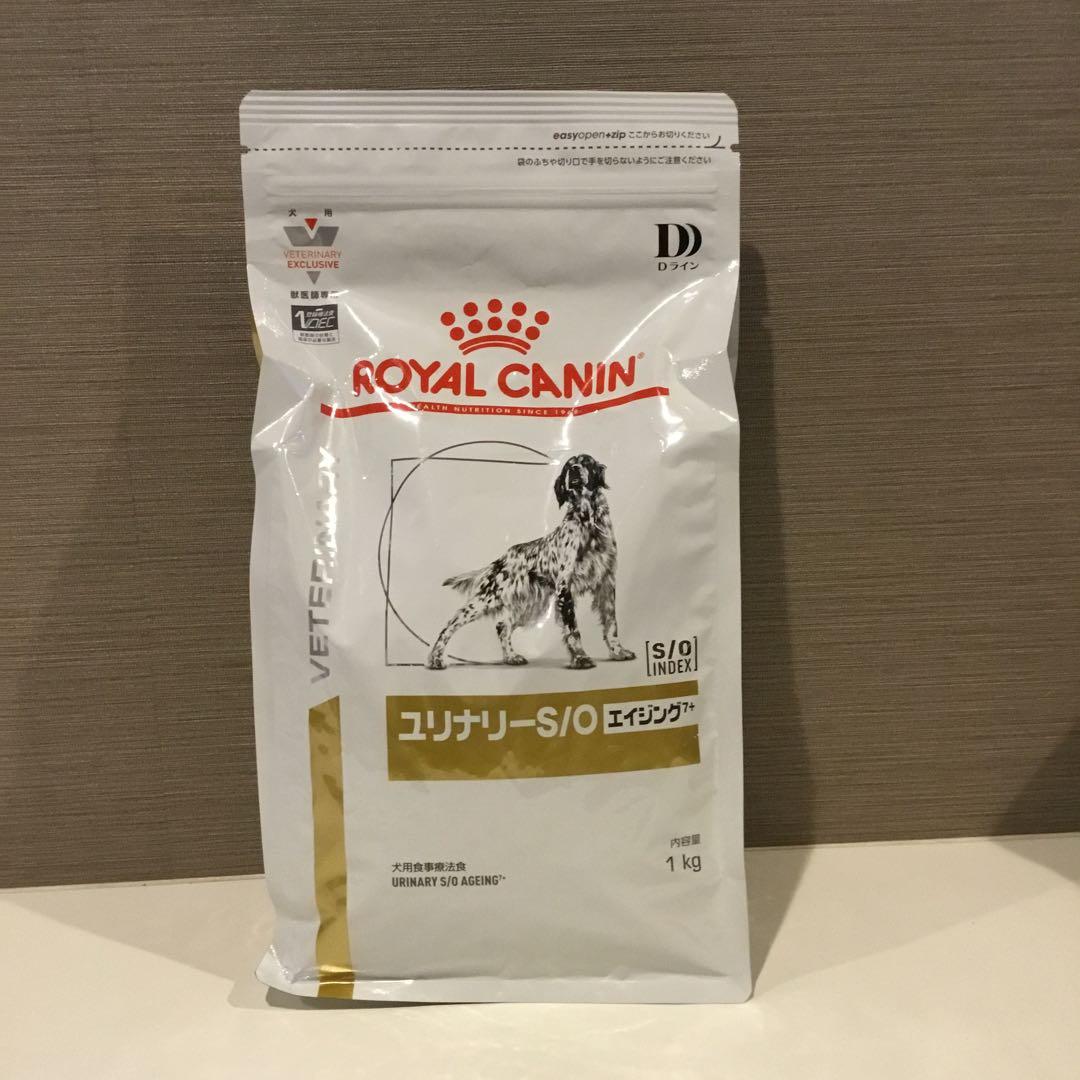 easyopen+zip ここからお切りください
袋のふちや切り口で手を切らないようにご注意ください
犬 用
VETERINARY
EXCLUSIVE
獣医師専用
D
Dライン
ROYAL CANIN®
HEALTH NUTRITION SINCE 1968
VETERINARY
[S/O
INDEX]
ユリナリーS/O エイジング7+
内容量
1 kg
犬用食事療法食
URINARY S/O AGEING7+